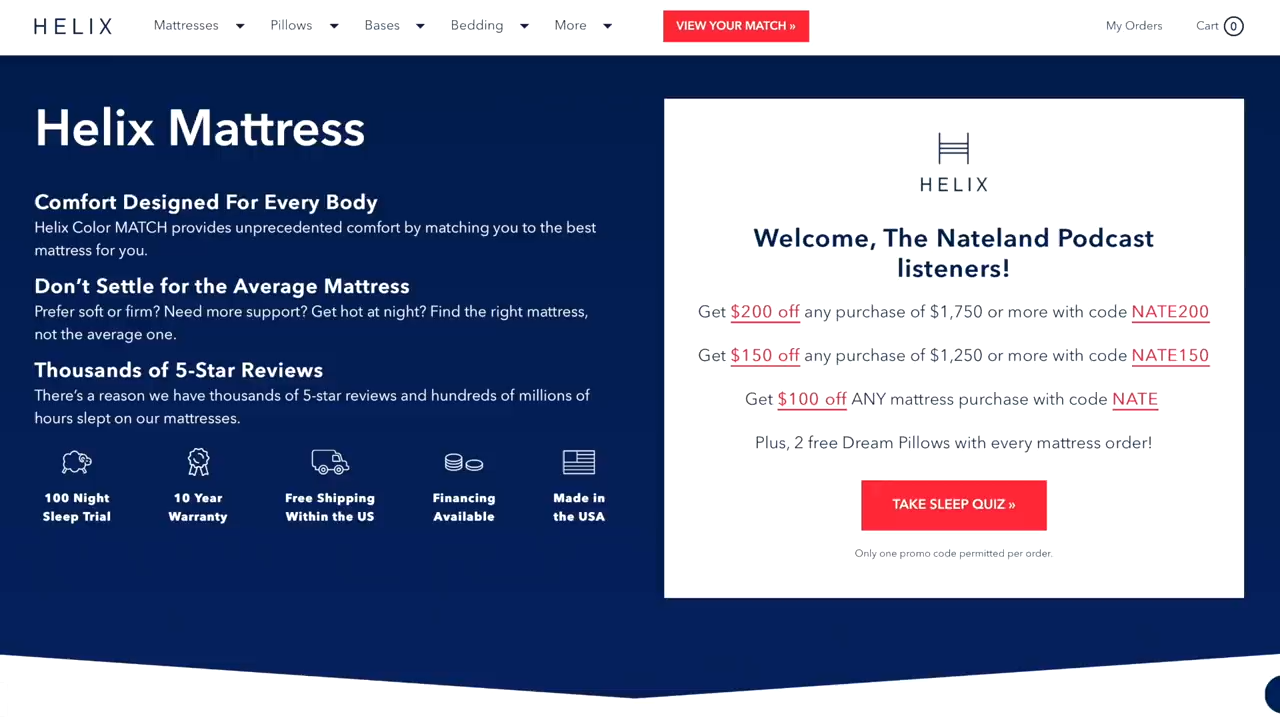 HELIX
Mattresses
Pillows
Bases
Bedding
More
VIEW YOUR MATCH »
My Orders
Cart 0
Helix Mattress
Comfort Designed For Every Body
Helix Color MATCH provides unprecedented comfort by matching you to the best
mattress for you.
Don’t Settle for the Average Mattress
Prefer soft or firm? Need more support? Get hot at night? Find the right mattress,
not the average one.
Thousands of 5-Star Reviews
There’s a reason we have thousands of 5-star reviews and hundreds of millions of
hours slept on our mattresses.
100 Night
Sleep Trial
10 Year
Warranty
Free Shipping
Within the US
Financing
Available
Made in
the USA
HELIX
Welcome, The Nateland Podcast
listeners!
Get $200 off any purchase of $1,750 or more with code NATE200
Get $150 off any purchase of $1,250 or more with code NATE150
Get $100 off ANY mattress purchase with code NATE
Plus, 2 free Dream Pillows with every mattress order!
TAKE SLEEP QUIZ »
Only one promo code permitted per order.